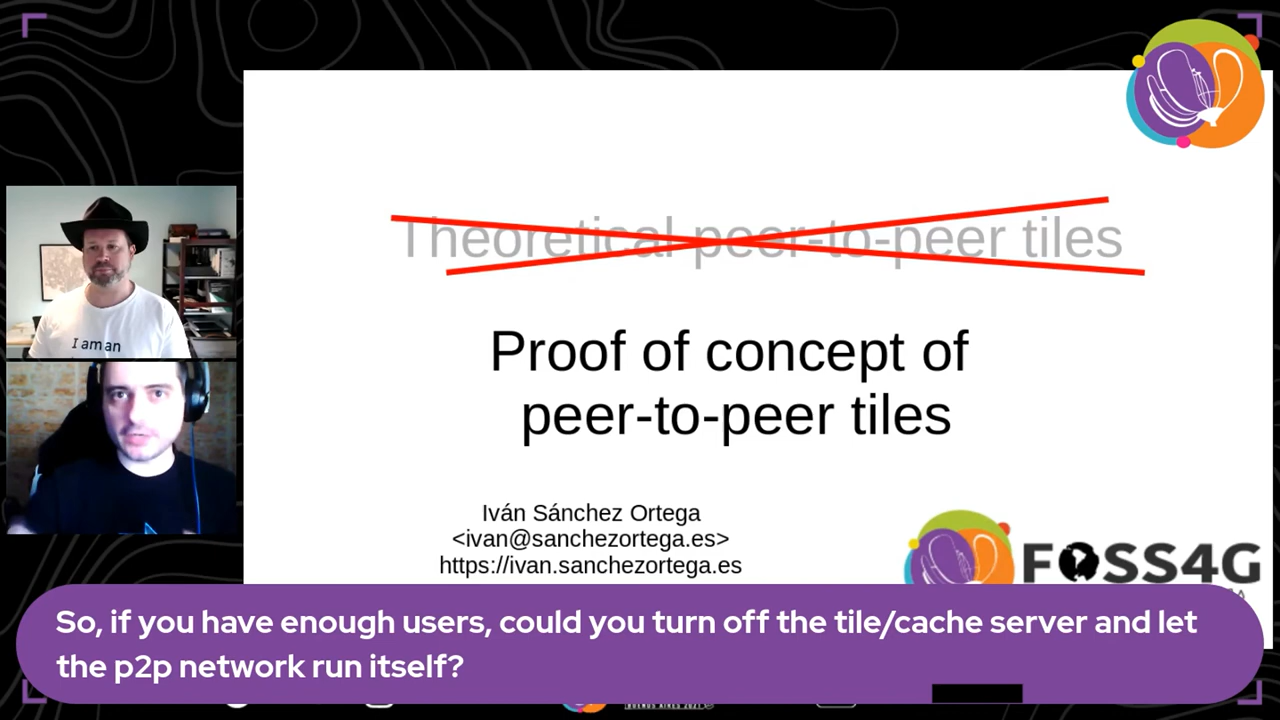 I am an
Theoretical peer-to-peer tiles
Proof of concept of
peer-to-peer tiles
Iván Sánchez Ortega
<ivan@sanchezortega.es>
https://ivan.sanchezortega.es
FOSS4G
So, if you have enough users, could you turn off the tile/cache server and let
the p2p network run itself?